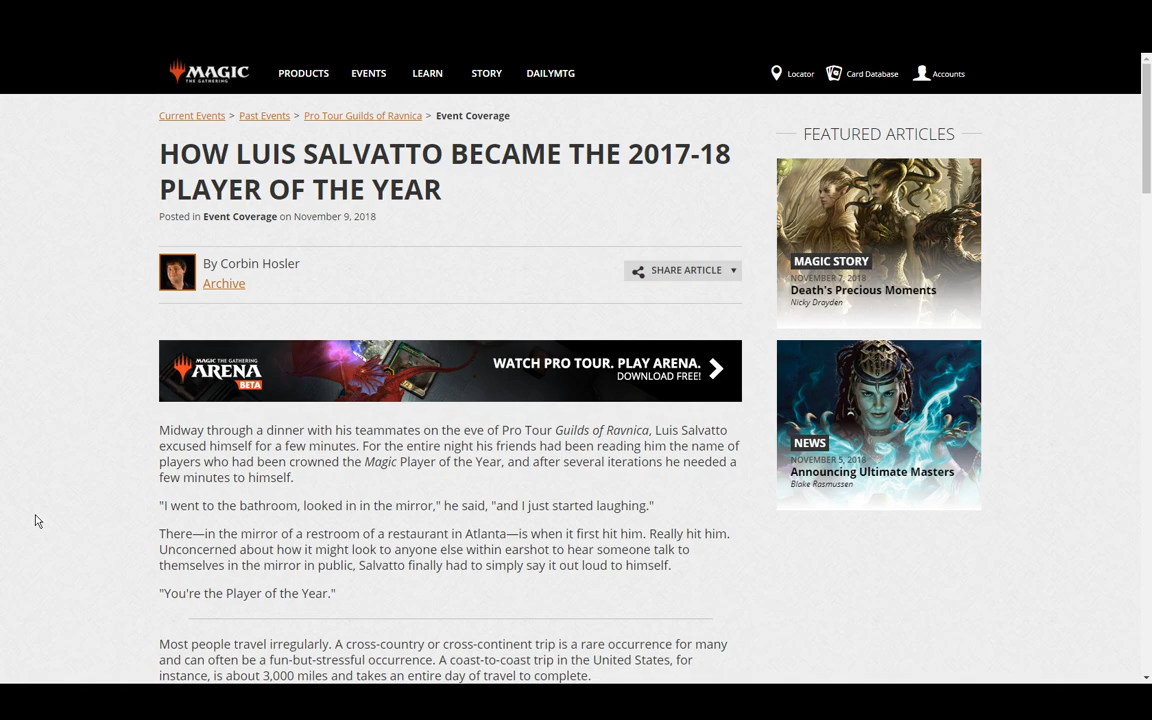 MAGIC
THE GATHERING
PRODUCTS EVENTS LEARN STORY DAILYMTG
Locator Card Database Accounts
Current Events > Past Events > Pro Tour Guilds of Ravnica > Event Coverage
HOW LUIS SALVATTO BECAME THE 2017-18
PLAYER OF THE YEAR
Posted in Event Coverage on November 9, 2018
By Corbin Hosler
Archive
SHARE ARTICLE
MAGIC THE GATHERING
ARENA
BETA
WATCH PRO TOUR. PLAY ARENA.
DOWNLOAD FREE!
Midway through a dinner with his teammates on the eve of Pro Tour Guilds of Ravnica, Luis Salvatto
excused himself for a few minutes. For the entire night his friends had been reading him the name of
players who had been crowned the Magic Player of the Year, and after several iterations he needed a
few minutes to himself.
"I went to the bathroom, looked in in the mirror," he said, "and I just started laughing."
There—in the mirror of a restroom of a restaurant in Atlanta—is when it first hit him. Really hit him.
Unconcerned about how it might look to anyone else within earshot to hear someone talk to
themselves in the mirror in public, Salvatto finally had to simply say it out loud to himself.
"You're the Player of the Year."
Most people travel irregularly. A cross-country or cross-continent trip is a rare occurrence for many
and can often be a fun-but-stressful occurrence. A coast-to-coast trip in the United States, for
instance, is about 3,000 miles and takes an entire day of travel to complete.
FEATURED ARTICLES
MAGIC STORY
NOVEMBER 7, 2018
Death's Precious Moments
Nicky Drayden
NEWS
NOVEMBER 5, 2018
Announcing Ultimate Masters
Blake Rasmussen